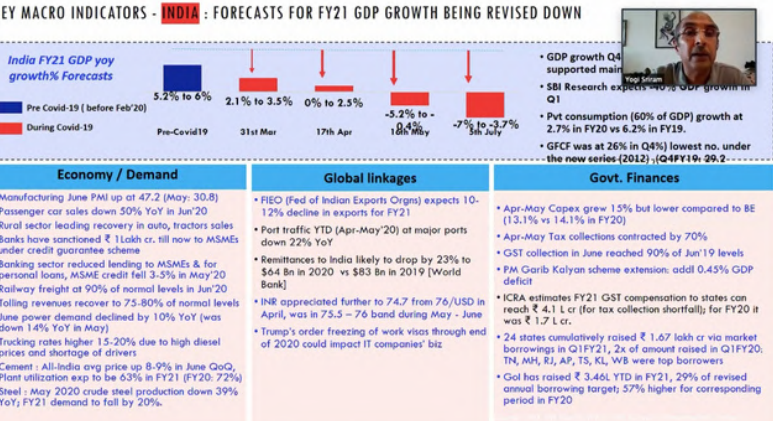 EY MACRO INDICATORS - INDIA : FORECASTS FOR FY21 GDP GROWTH BEING REVISED DOWN
India FY21 GDP yoy
growth% Forecasts
Pre Covid-19 ( before Feb'20)
During Covid-19
5.2% to 6%
2.1% to 3.5%
0% to 2.5%
-5.2% to -
0.4%
-7% to -3.7%
Pre-Covid19
31st Mar
17th Apr
16th May
5th July
• GDP growth Q4
supported main
• SBI Research expects -40% GDP growth in
Q1
• Pvt consumption (60% of GDP) growth at
2.7% in FY20 vs 6.2% in FY19.
• GFCF was at 26% in Q4%) lowest no. under
the new series (2012) ,(Q4FY19: 29.2
Yogi Sriram
Economy / Demand
Manufacturing June PMI up at 47.2 (May: 30.8)
Passenger car sales down 50% YoY in Jun'20
Rural sector leading recovery in auto, tractors sales
Banks have sanctioned ₹ 1Lakh cr. till now to MSMEs
under credit guarantee scheme
Banking sector reduced lending to MSMEs & for
personal loans, MSME credit fell 3-5% in May'20
Railway freight at 90% of normal levels in Jun'20
Tolling revenues recover to 75-80% of normal levels
June power demand declined by 10% YoY (was
down 14% YoY in May)
Trucking rates higher 15-20% due to high diesel
prices and shortage of drivers
Cement : All-India avg price up 8-9% in June QoQ,
Plant utilization exp to be 63% in FY21 (FY20: 72%)
Steel : May 2020 crude steel production down 39%
YoY; FY21 demand to fall by 20%.
Global linkages
• FIEO (Fed of Indian Exports Orgns) expects 10-
12% decline in exports for FY21
• Port traffic YTD (Apr-May'20) at major ports
down 22% YoY
• Remittances to India likely to drop by 23% to
$64 Bn in 2020 vs $83 Bn in 2019 [World
Bank]
• INR appreciated further to 74.7 from 76/USD in
April, was in 75.5 – 76 band during May - June
• Trump's order freezing of work visas through end
of 2020 could impact IT companies' biz
Govt. Finances
• Apr-May Capex grew 15% but lower compared to BE
(13.1% vs 14.1% in FY20)
• Apr-May Tax collections contracted by 70%
• GST collection in June reached 90% of Jun'19 levels
• PM Garib Kalyan scheme extension: addl 0.45% GDP
deficit
• ICRA estimates FY21 GST compensation to states can
reach ₹ 4.1 L cr (for tax collection shortfall); for FY20 it
was ₹ 1.7 L cr.
• 24 states cumulatively raised ₹ 1.67 lakh cr via market
borrowings in Q1FY21, 2x of amount raised in Q1FY20;
TN, MH, RJ, AP, TS, KL, WB were top borrowers
• GoI has raised ₹ 3.46L YTD in FY21, 29% of revised
annual borrowing target; 57% higher for corresponding
period in FY20